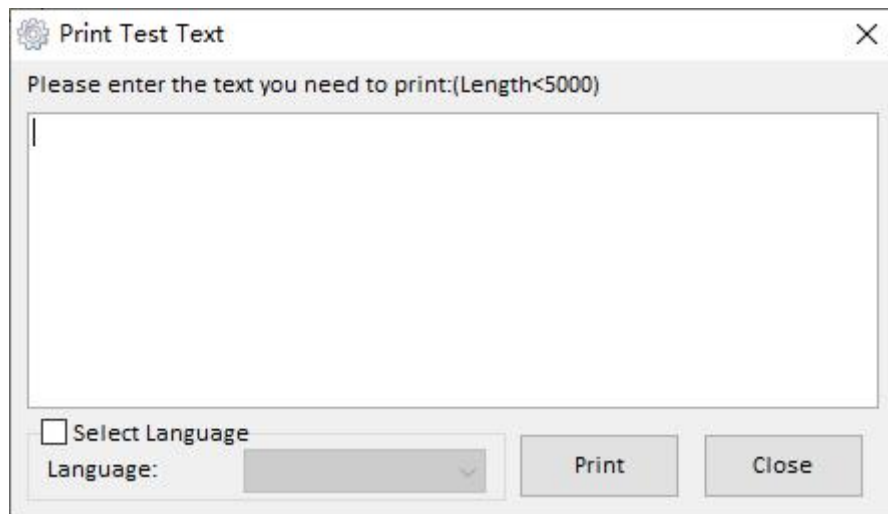 Print Test Text
Please enter the text you need to print:(Length<5000)
Select Language
Language:
Print
Close